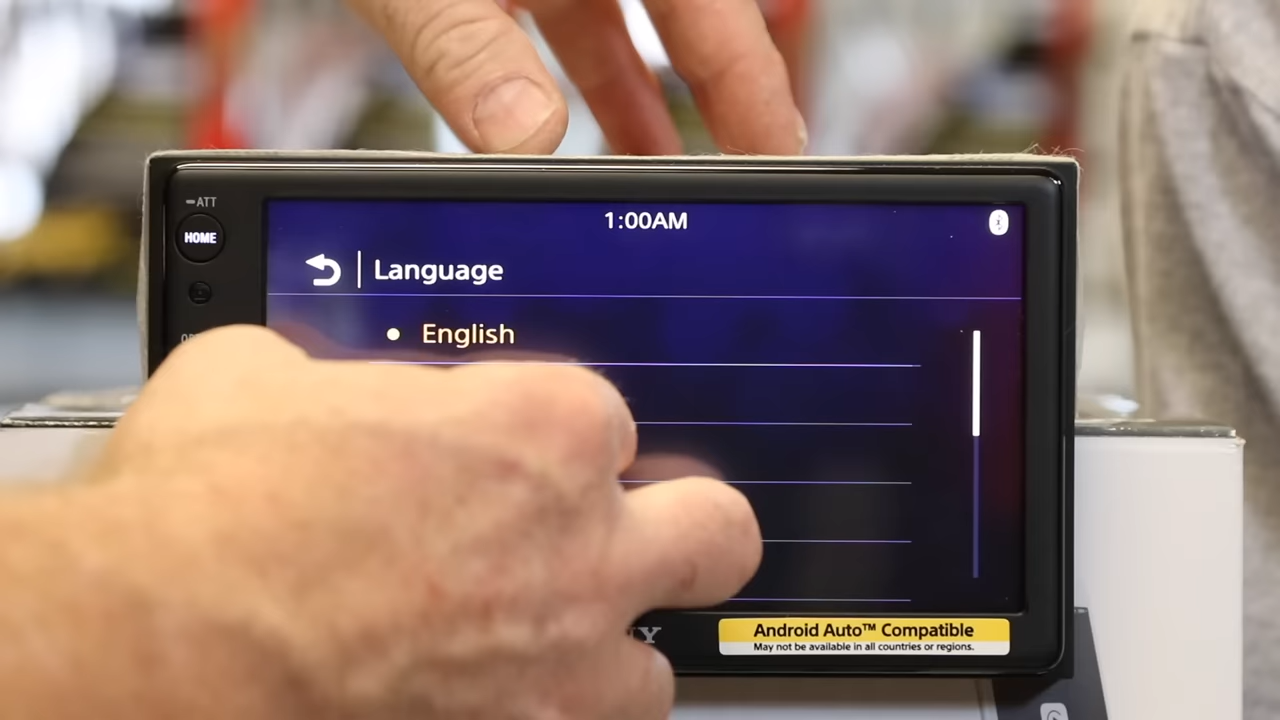 ATT
1:00AM
HOME
Language
English
Android Auto™ Compatible
May not be available in all countries or regions.